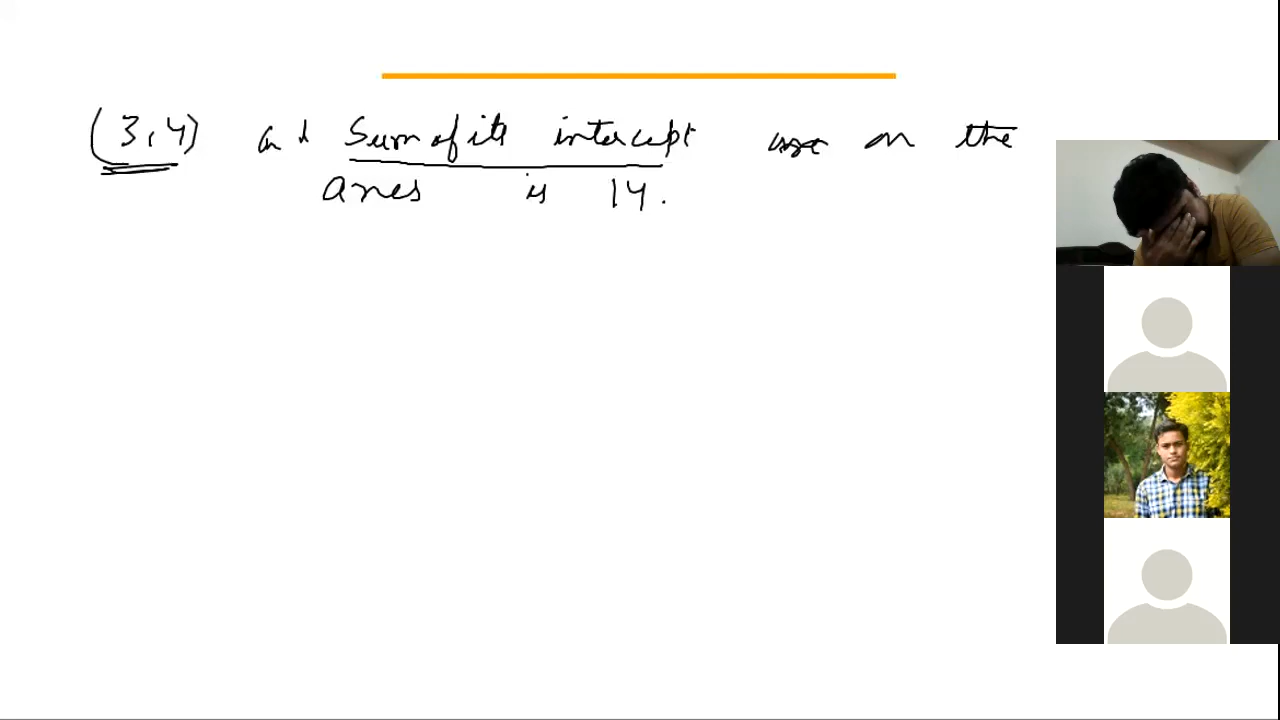 (3,4) and Sum of its intercept on the
axes is 14.